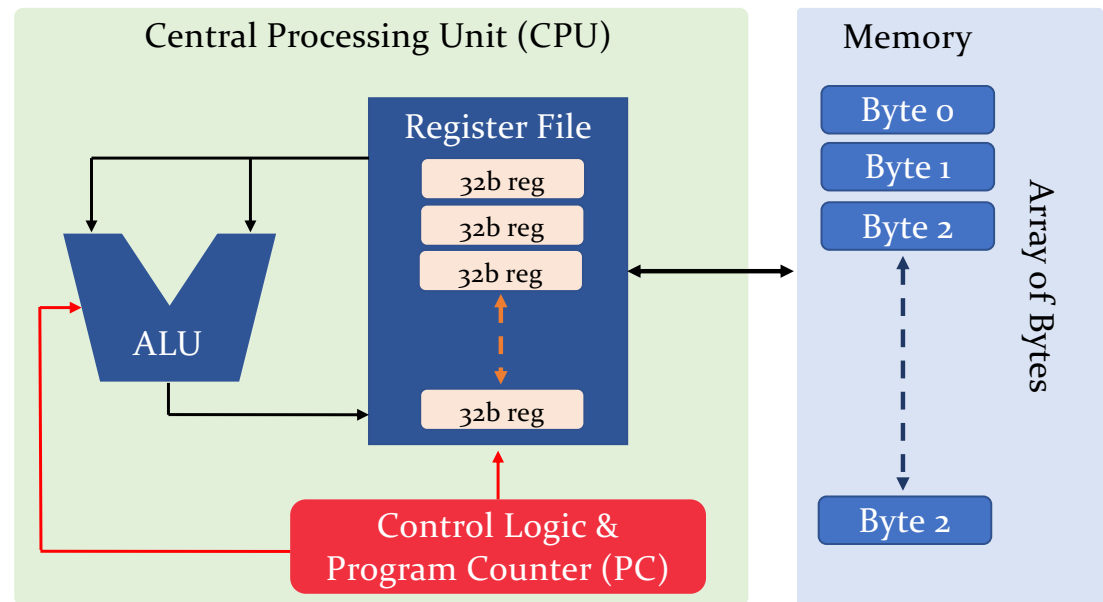 Central Processing Unit (CPU)
Register File
32b reg
32b reg
32b reg
32b reg
ALU
Control Logic &
Program Counter (PC)
Memory
Byte 0
Byte 1
Byte 2
Byte 2
Array of Bytes